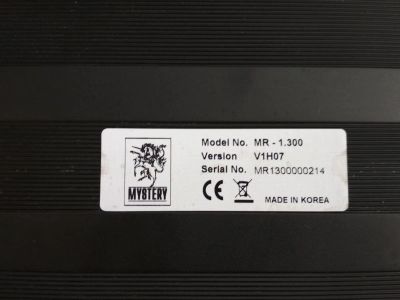 Model No. MR - 1.300
Version V1H07
Serial No. MR1300000214
MYSTERY
CE
MADE IN KOREA